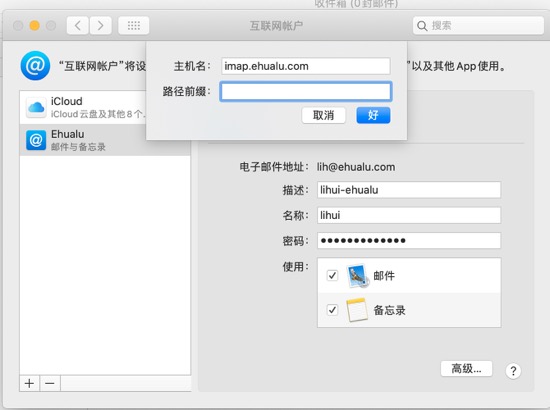 收件箱 (0封邮件)
互联网帐户
搜索
主机名：
imap.ehualu.com
路径前缀：
取消
好
“互联网帐户”将设
”以及其他 App 使用。
iCloud
iCloud 云盘及其他 8 个...
Ehualu
邮件与备忘录
电子邮件地址：
lih@ehualu.com
描述：
lihui-ehualu
名称：
lihui
密码：
•••••••••••••
使用：
邮件
备忘录
高级...
?